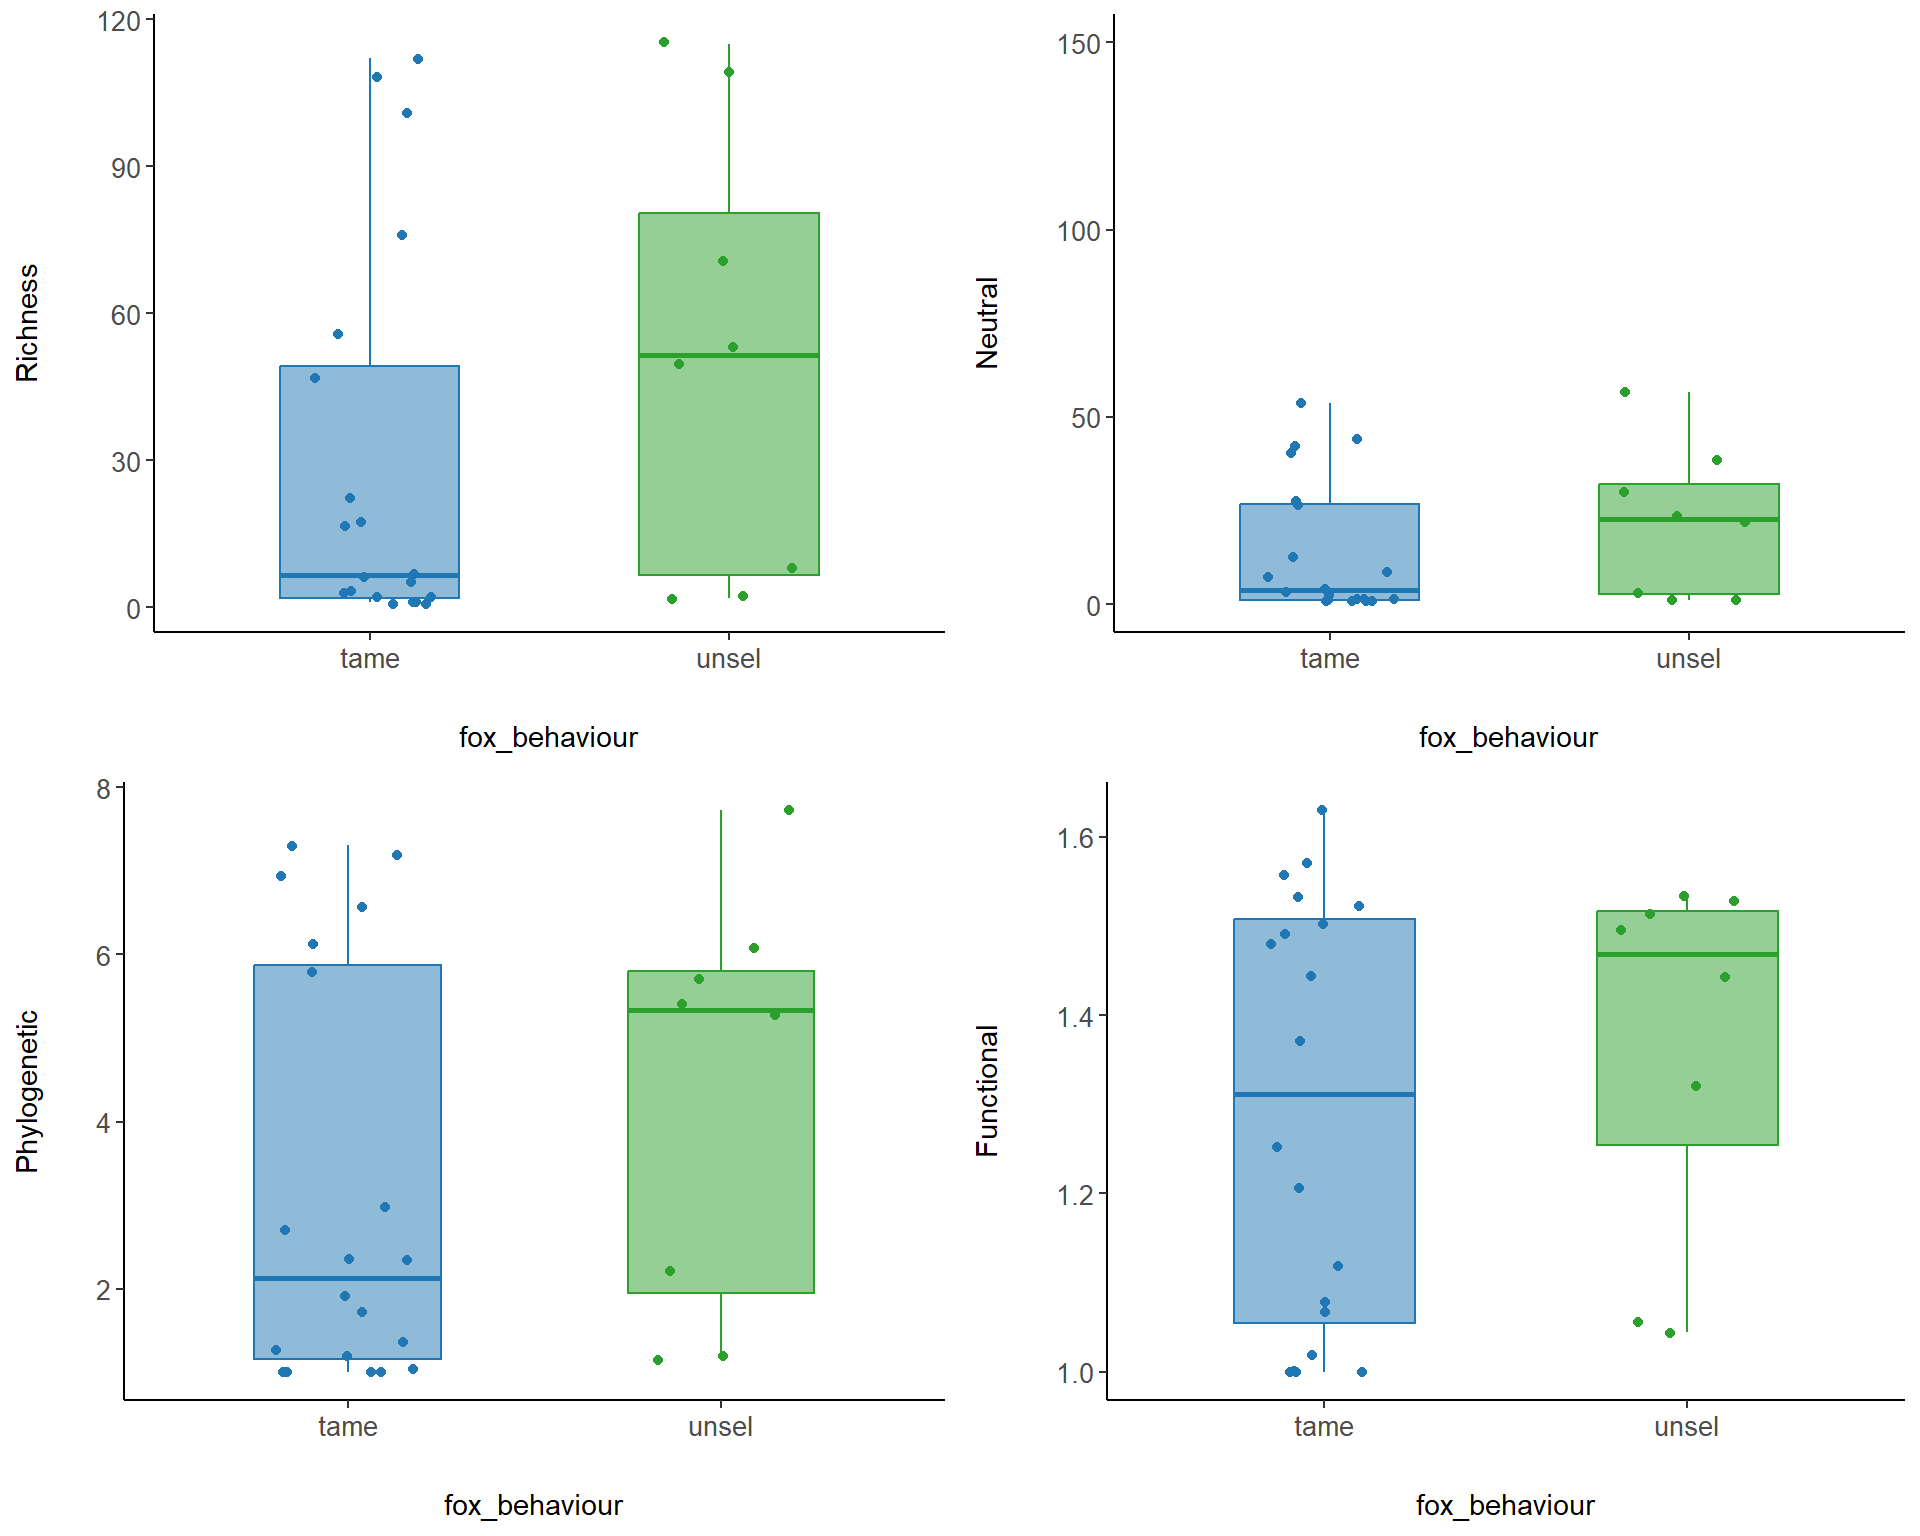 Richness
120
90
60
30
0
tame
unsel
fox_behaviour
Neutral
150
100
50
0
tame
unsel
fox_behaviour
Phylogenetic
8
6
4
2
tame
unsel
fox_behaviour
Functional
1.6
1.4
1.2
1.0
tame
unsel
fox_behaviour